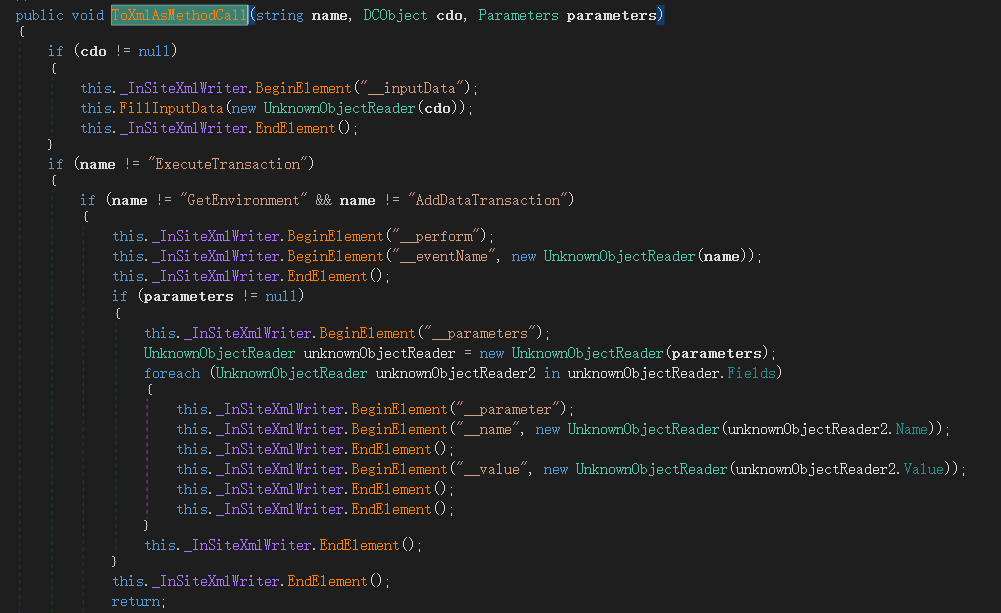 public void ToXmlAsMethodCall(string name, DCObject cdo, Parameters parameters)
{
if (cdo != null)
{
this._InSiteXmlWriter.BeginElement("__inputData");
this.FillInputData(new UnknownObjectReader(cdo));
this._InSiteXmlWriter.EndElement();
}
if (name != "ExecuteTransaction")
{
if (name != "GetEnvironment" && name != "AddDataTransaction")
{
this._InSiteXmlWriter.BeginElement("__perform");
this._InSiteXmlWriter.BeginElement("__eventName", new UnknownObjectReader(name));
this._InSiteXmlWriter.EndElement();
if (parameters != null)
{
this._InSiteXmlWriter.BeginElement("__parameters");
UnknownObjectReader unknownObjectReader = new UnknownObjectReader(parameters);
foreach (UnknownObjectReader unknownObjectReader2 in unknownObjectReader.Fields)
{
this._InSiteXmlWriter.BeginElement("__parameter");
this._InSiteXmlWriter.BeginElement("__name", new UnknownObjectReader(unknownObjectReader2.Name));
this._InSiteXmlWriter.EndElement();
this._InSiteXmlWriter.BeginElement("__value", new UnknownObjectReader(unknownObjectReader2.Value));
this._InSiteXmlWriter.EndElement();
this._InSiteXmlWriter.EndElement();
}
this._InSiteXmlWriter.EndElement();
}
this._InSiteXmlWriter.EndElement();
return;